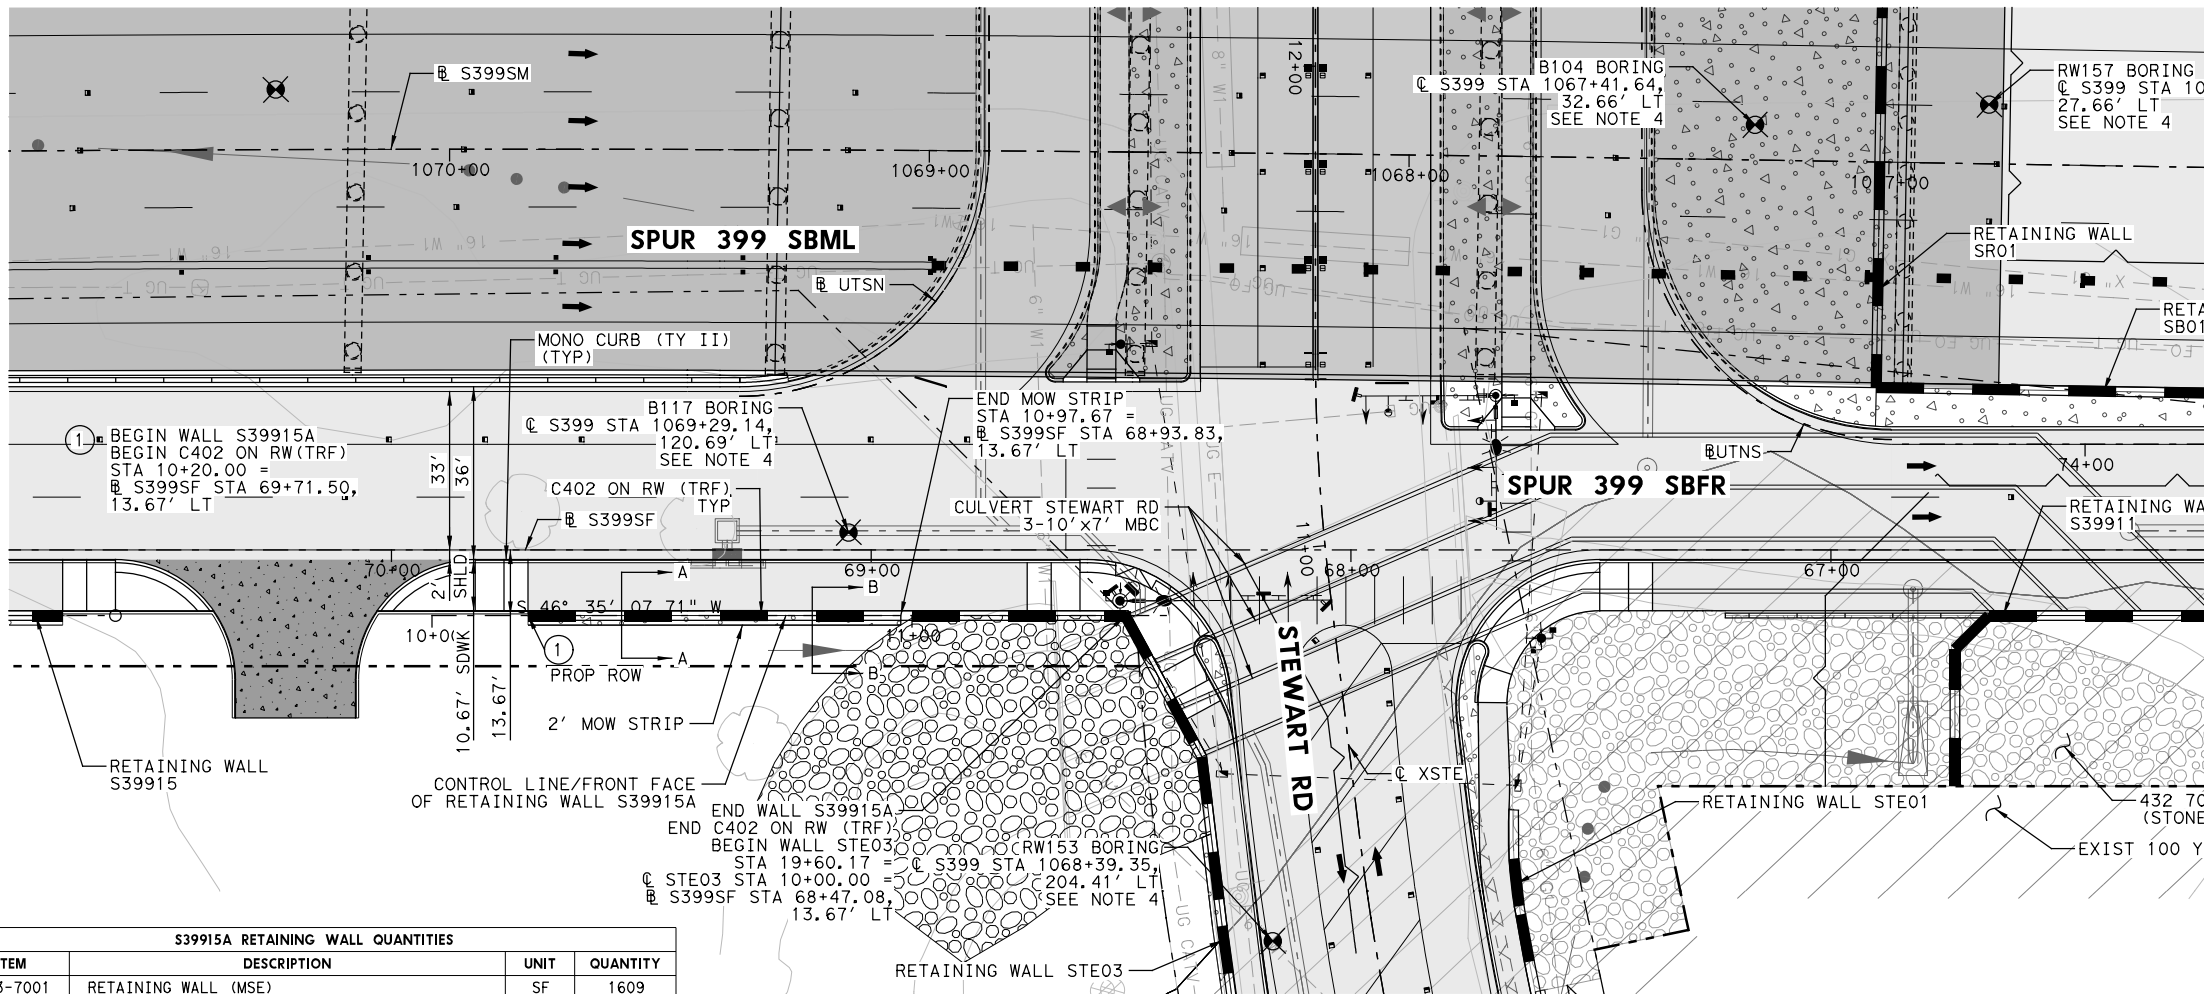 ℄ S399SM
1070+00
1069+00
1068+00
12+00
8" W1
B104 BORING
℄ S399 STA 1067+41.64,
32.66' LT
SEE NOTE 4
RW157 BORING
℄ S399 STA 10
27.66' LT
SEE NOTE 4
SPUR 399 SBML
RETAINING WALL
SR01
RETA
SB01
B UTSN
MONO CURB (TY II)
(TYP)
① BEGIN WALL S39915A
BEGIN C402 ON RW(TRF)
STA 10+20.00 =
B S399SF STA 69+71.50,
13.67' LT
33'
36'
B117 BORING
℄ S399 STA 1069+29.14,
120.69' LT
SEE NOTE 4
END MOW STRIP
STA 10+97.67 =
B S399SF STA 68+93.83,
13.67' LT
C402 ON RW (TRF)
TYP
B S399SF
CULVERT STEWART RD
3-10'x7' MBC
BUTNS
74+00
SPUR 399 SBFR
RETAINING WA
S39911
70+00
69+00
68+00
67+00
11+00
2' SHLD
A
B
S 46° 35' 07.71" W
10+00
11+00
①
A
B
PROP ROW
10.67' SDWK
13.67'
2' MOW STRIP
STEWART RD
℄ XSTE
RETAINING WALL
S39915
CONTROL LINE/FRONT FACE
OF RETAINING WALL S39915A
END WALL S39915A
END C402 ON RW (TRF)
BEGIN WALL STE03
STA 19+60.17 =
℄ STE03 STA 10+00.00 =
B S399SF STA 68+47.08,
13.67' LT
RW153 BORING
℄ S399 STA 1068+39.35,
204.41' LT
SEE NOTE 4
RETAINING WALL STE01
432 70
(STONE
EXIST 100 Y
RETAINING WALL STE03
S39915A RETAINING WALL QUANTITIES
TEM DESCRIPTION UNIT QUANTITY
3-7001 RETAINING WALL (MSE) SF 1609